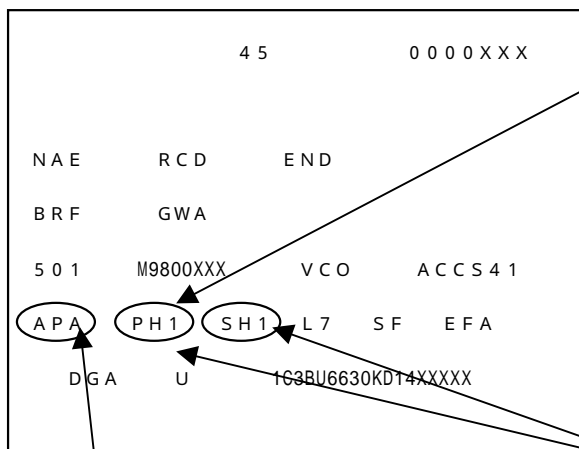 45 0000XXX
NAE RCD END
BRF GWA
501 M9800XXX VCO ACCS41
APA PH1 SH1 L7 SF EFA
DGA U 1C3BU6630KD14XXXXX